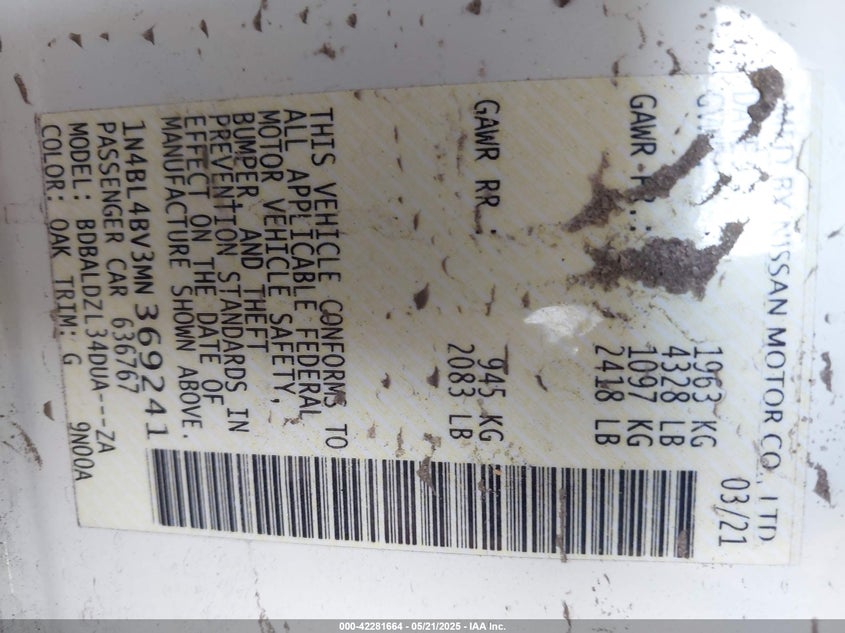 NISSAN MOTOR CO., LTD.
03/21
1963 KG
4328 LB
GAWR F : 1097 KG
2418 LB
GAWR RR : 945 KG
2083 LB
THIS VEHICLE CONFORMS TO
ALL APPLICABLE FEDERAL
MOTOR VEHICLE SAFETY,
BUMPER, AND THEFT
PREVENTION STANDARDS IN
EFFECT ON THE DATE OF
MANUFACTURE SHOWN ABOVE.
1N4BL4BV3MN369241
PASSENGER CAR 636767
MODEL: BDBALDZL34DUA---ZA
COLOR: QAK TRIM: G 9N00A
000-42281664 - 05/21/2025 - IAA Inc.